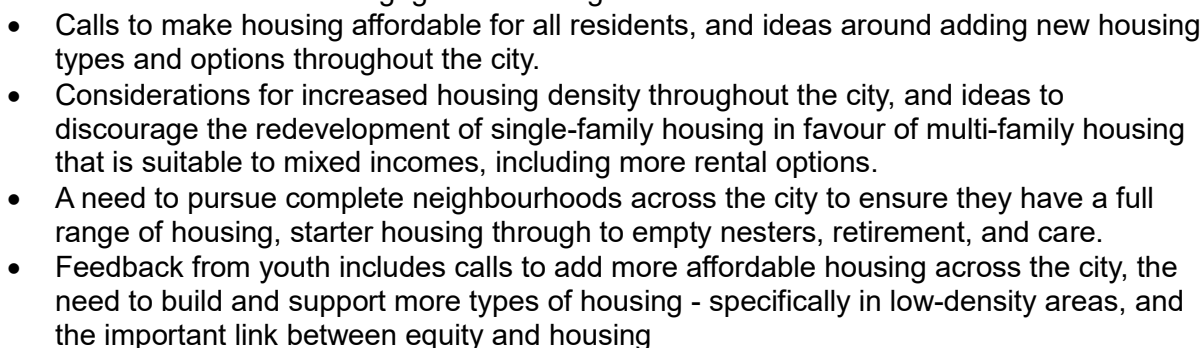 • Calls to make housing affordable for all residents, and ideas around adding new housing
types and options throughout the city.
• Considerations for increased housing density throughout the city, and ideas to
discourage the redevelopment of single-family housing in favour of multi-family housing
that is suitable to mixed incomes, including more rental options.
• A need to pursue complete neighbourhoods across the city to ensure they have a full
range of housing, starter housing through to empty nesters, retirement, and care.
• Feedback from youth includes calls to add more affordable housing across the city, the
need to build and support more types of housing - specifically in low-density areas, and
the important link between equity and housing